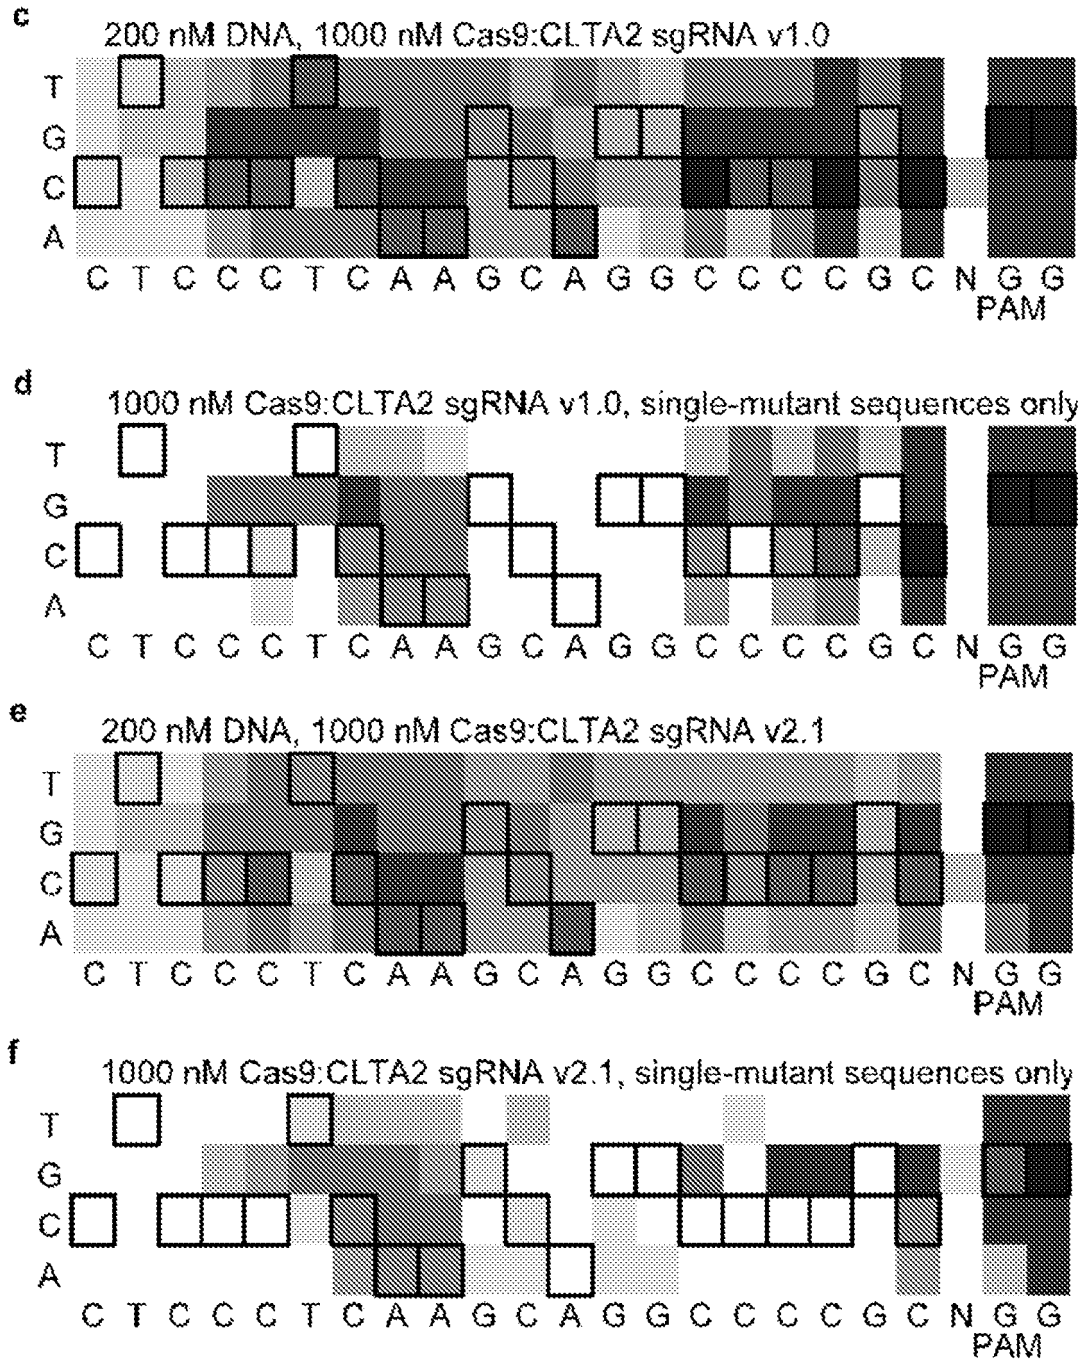 c
200 nM DNA, 1000 nM Cas9:CLTA2 sgRNA v1.0
T
G
C
A
C T C C C T C A A G C A G G C C C C G C N G G
PAM
d
1000 nM Cas9:CLTA2 sgRNA v1.0, single-mutant sequences only
T
G
C
A
C T C C C T C A A G C A G G C C C C G C N G G
PAM
e
200 nM DNA, 1000 nM Cas9:CLTA2 sgRNA v2.1
T
G
C
A
C T C C C T C A A G C A G G C C C C G C N G G
PAM
f
1000 nM Cas9:CLTA2 sgRNA v2.1, single-mutant sequences only
T
G
C
A
C T C C C T C A A G C A G G C C C C G C N G G
PAM